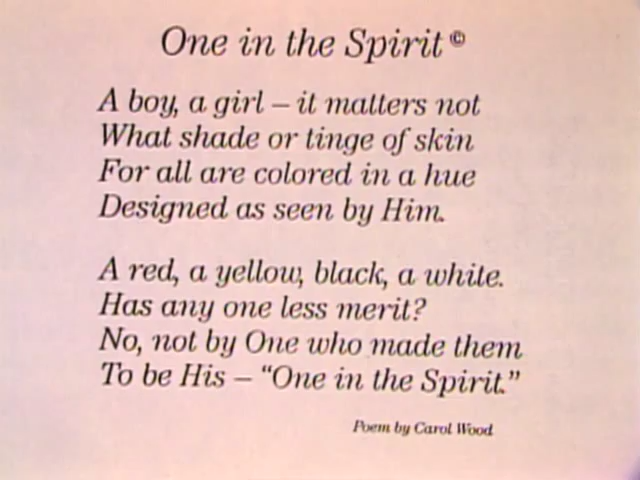 One in the Spirit ©
A boy, a girl – it matters not
What shade or tinge of skin
For all are colored in a hue
Designed as seen by Him.
A red, a yellow, black, a white.
Has any one less merit?
No, not by One who made them
To be His – “One in the Spirit.”
Poem by Carol Wood